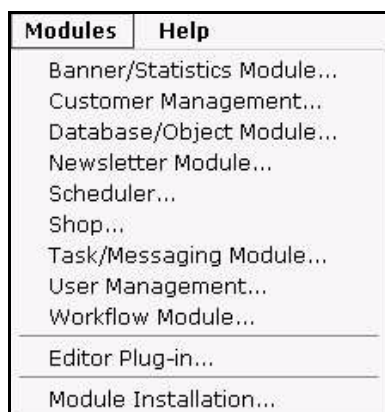 Modules Help
Banner/Statistics Module...
Customer Management...
Database/Object Module...
Newsletter Module...
Scheduler...
Shop...
Task/Messaging Module...
User Management...
Workflow Module...
Editor Plug-in...
Module Installation...